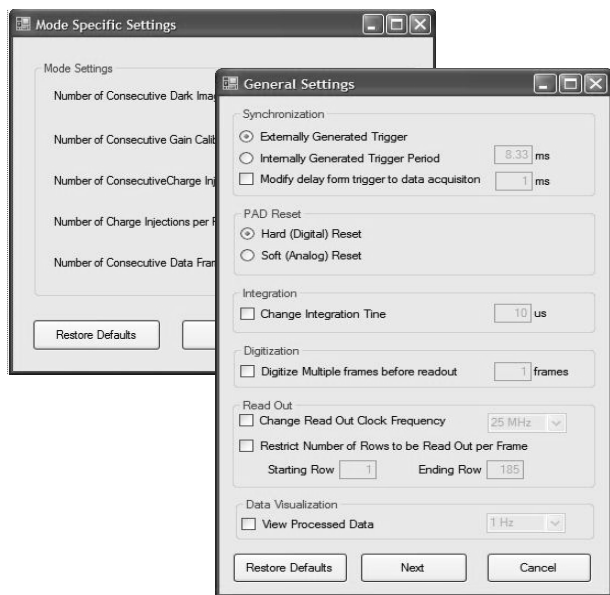 Mode Specific Settings
Mode Settings
Number of Consecutive Dark
Number of Consecutive Gain
Number of ConsecutiveCharge
Number of Charge Injections per
Number of Consecutive Data
Restore Defaults
General Settings
Synchronization
Externally Generated Trigger
Internally Generated Trigger Period 8.33 ms
Modify delay form trigger to data acquisiton 1 ms
PAD Reset
Hard (Digital) Reset
Soft (Analog) Reset
Integration
Change Integration Tine 10 us
Digitization
Digitize Multiple frames before readout 1 frames
Read Out
Change Read Out Clock Frequency 25 MHz
Restrict Number of Rows to be Read Out per Frame
Starting Row 1 Ending Row 185
Data Visualization
View Processed Data 1 Hz
Restore Defaults Next Cancel